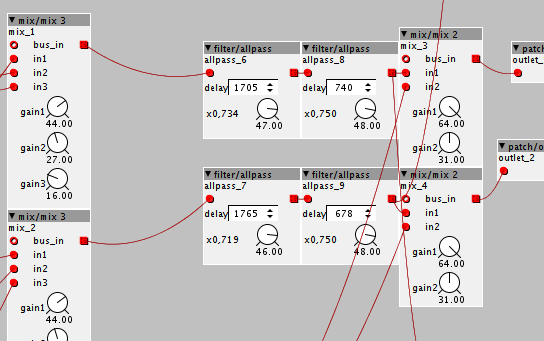 mix/mix 3
mix_1
bus_in
in1
in2
in3
gain1
44.00
gain2
27.00
gain3
16.00
mix/mix 3
mix_2
bus_in
in1
in2
in3
gain1
44.00
filter/allpass
allpass_6
delay 1705
x0,734
47.00
filter/allpass
allpass_8
delay 740
x0,750
48.00
filter/allpass
allpass_7
delay 1765
x0,719
46.00
filter/allpass
allpass_9
delay 678
x0,750
48.00
mix/mix 2
mix_3
bus_in
in1
in2
gain1
64.00
gain2
31.00
mix/mix 2
mix_4
bus_in
in1
in2
gain1
64.00
gain2
31.00
patch
outlet_
patch/o
outlet_2